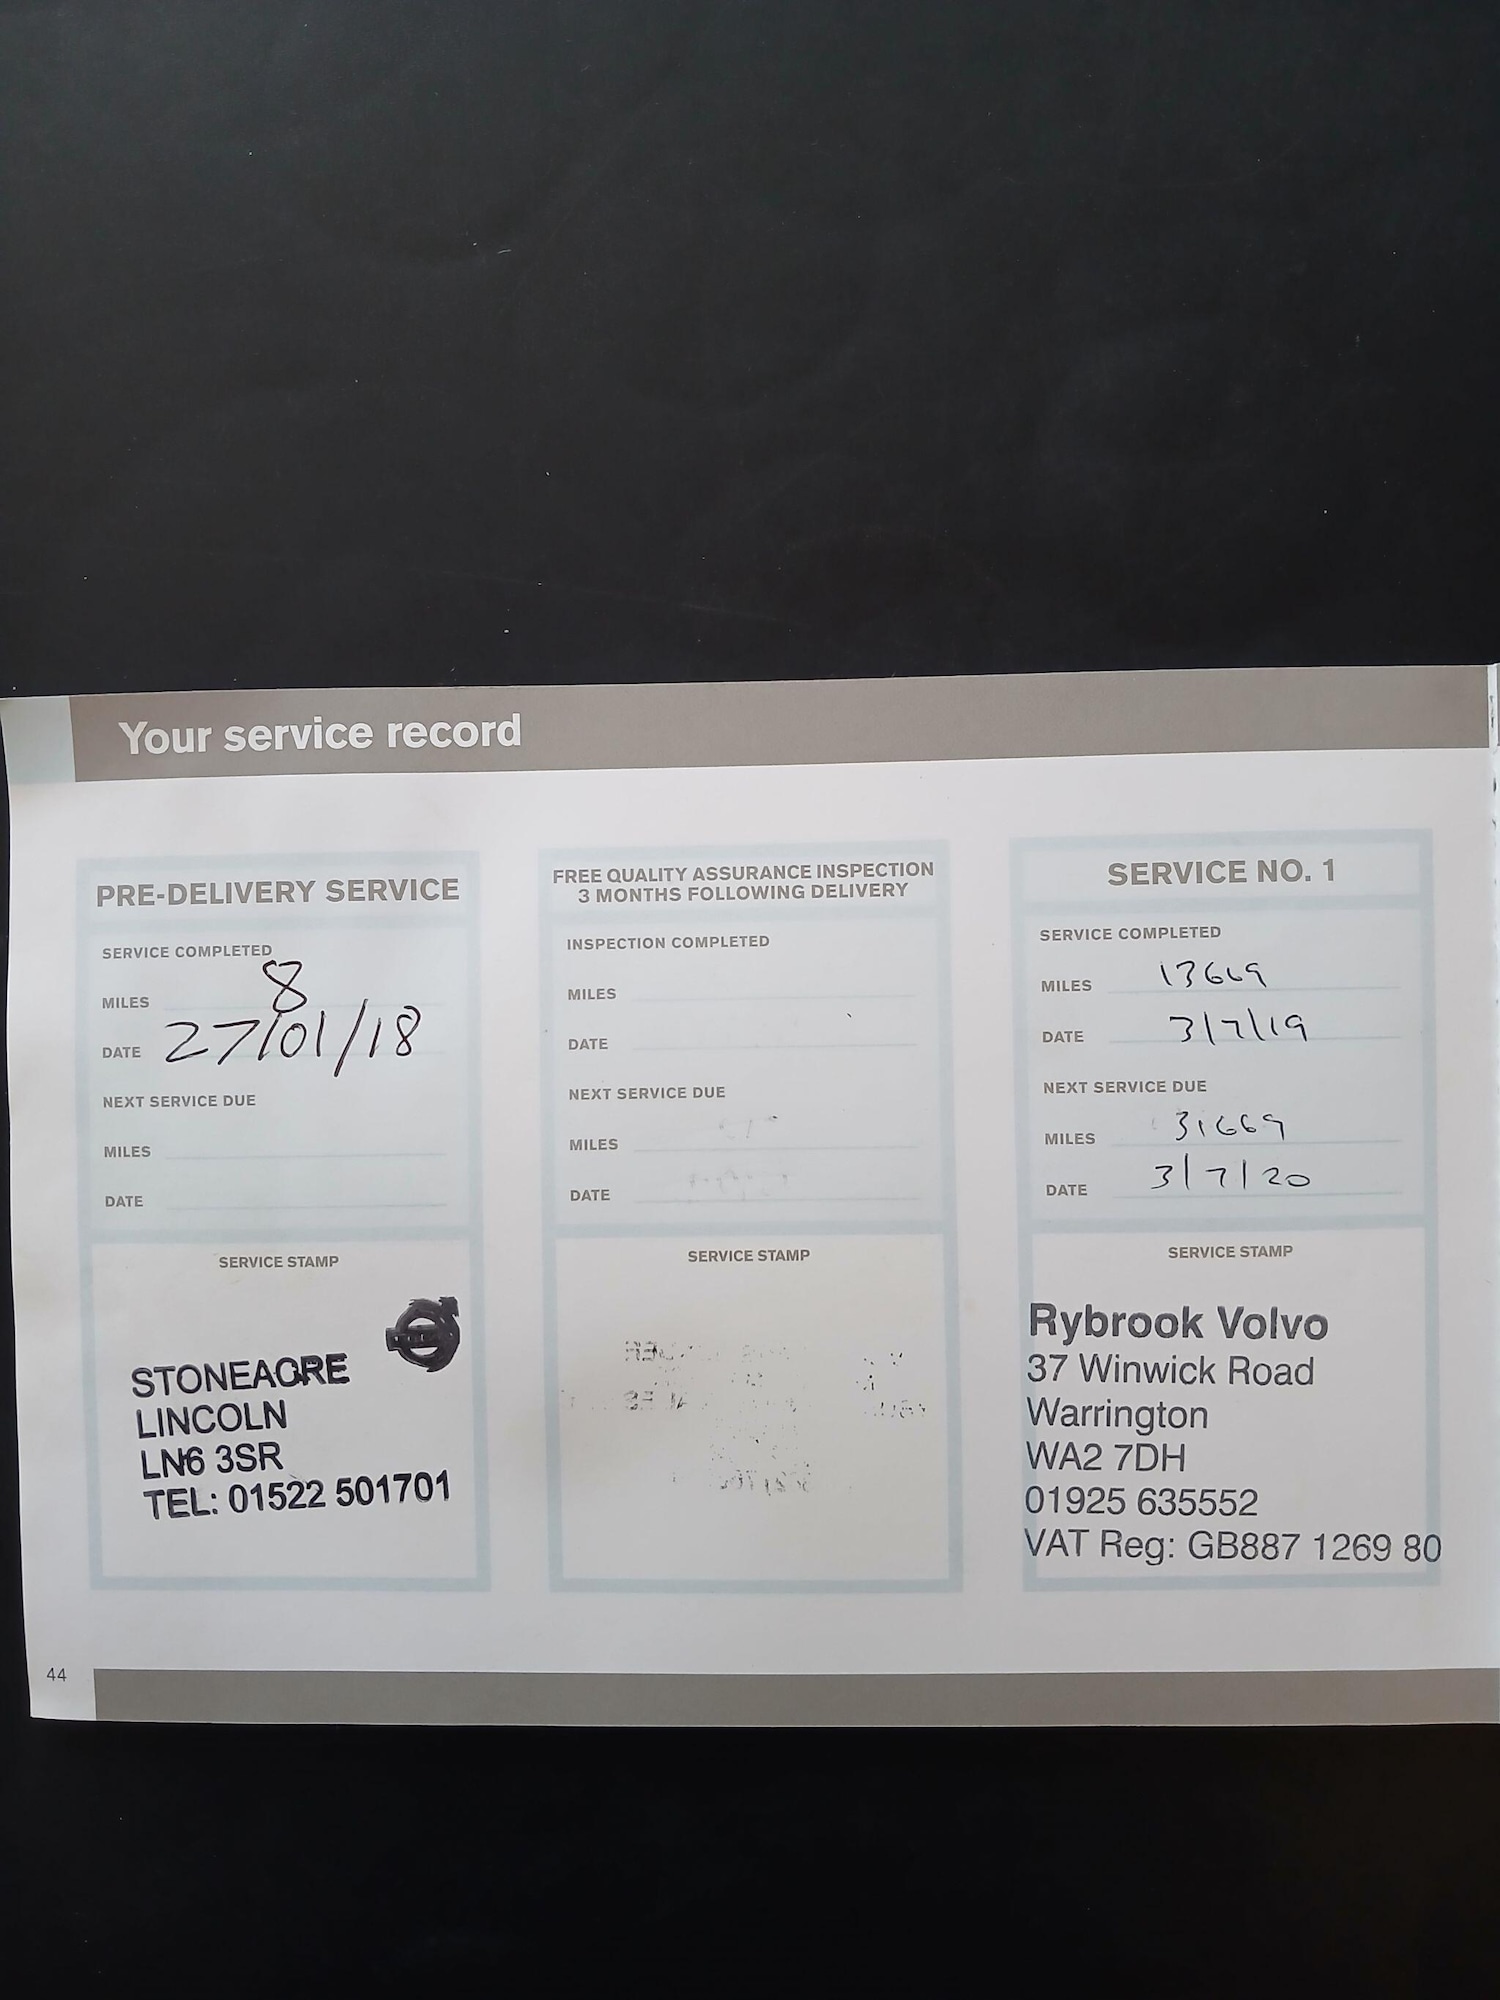 Your service record
PRE-DELIVERY SERVICE
SERVICE COMPLETED
MILES 8
DATE 27/01/18
NEXT SERVICE DUE
MILES
DATE
SERVICE STAMP
STONEACRE
LINCOLN
LN6 3SR
TEL: 01522 501701
FREE QUALITY ASSURANCE INSPECTION
3 MONTHS FOLLOWING DELIVERY
INSPECTION COMPLETED
MILES
DATE
NEXT SERVICE DUE
MILES
DATE
SERVICE STAMP
SERVICE NO. 1
SERVICE COMPLETED
MILES 13669
DATE 3/7/19
NEXT SERVICE DUE
MILES 31669
DATE 3/7/20
SERVICE STAMP
Rybrook Volvo
37 Winwick Road
Warrington
WA2 7DH
01925 635552
VAT Reg: GB887 1269 80
44